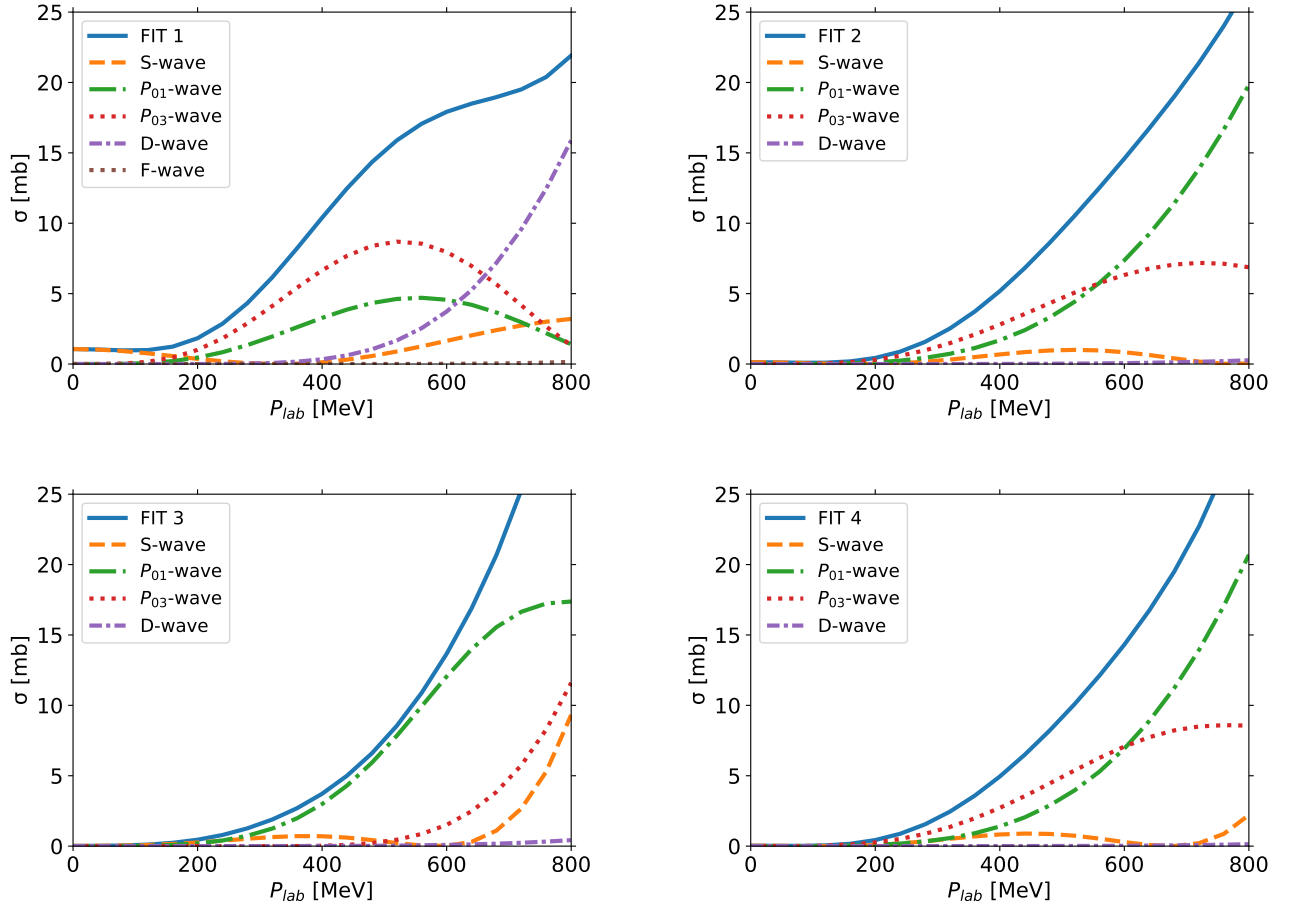 FIT 1
S-wave
P01-wave
P03-wave
D-wave
F-wave
25
20
15
10
5
0
σ [mb]
0 200 400 600 800
Plab [MeV]
FIT 2
S-wave
P01-wave
P03-wave
D-wave
25
20
15
10
5
0
σ [mb]
0 200 400 600 800
Plab [MeV]
FIT 3
S-wave
P01-wave
P03-wave
D-wave
25
20
15
10
5
0
σ [mb]
0 200 400 600 800
Plab [MeV]
FIT 4
S-wave
P01-wave
P03-wave
D-wave
25
20
15
10
5
0
σ [mb]
0 200 400 600 800
Plab [MeV]